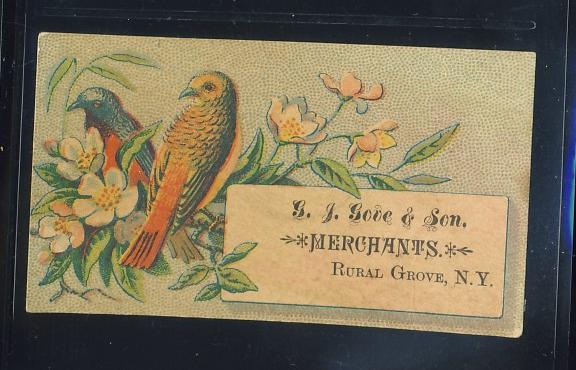 G. J. Gove & Son.
MERCHANTS.
RURAL GROVE, N.Y.